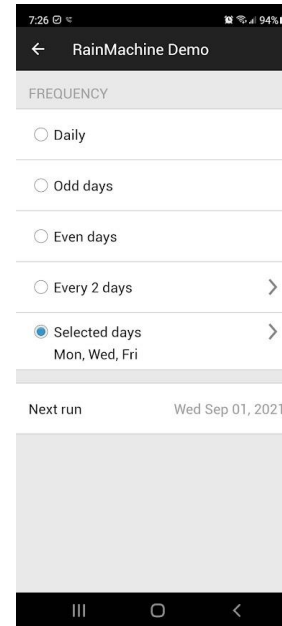 7:26
94%
RainMachine Demo
FREQUENCY
Daily
Odd days
Even days
Every 2 days
Selected days
Mon, Wed, Fri
Next run Wed Sep 01, 2021